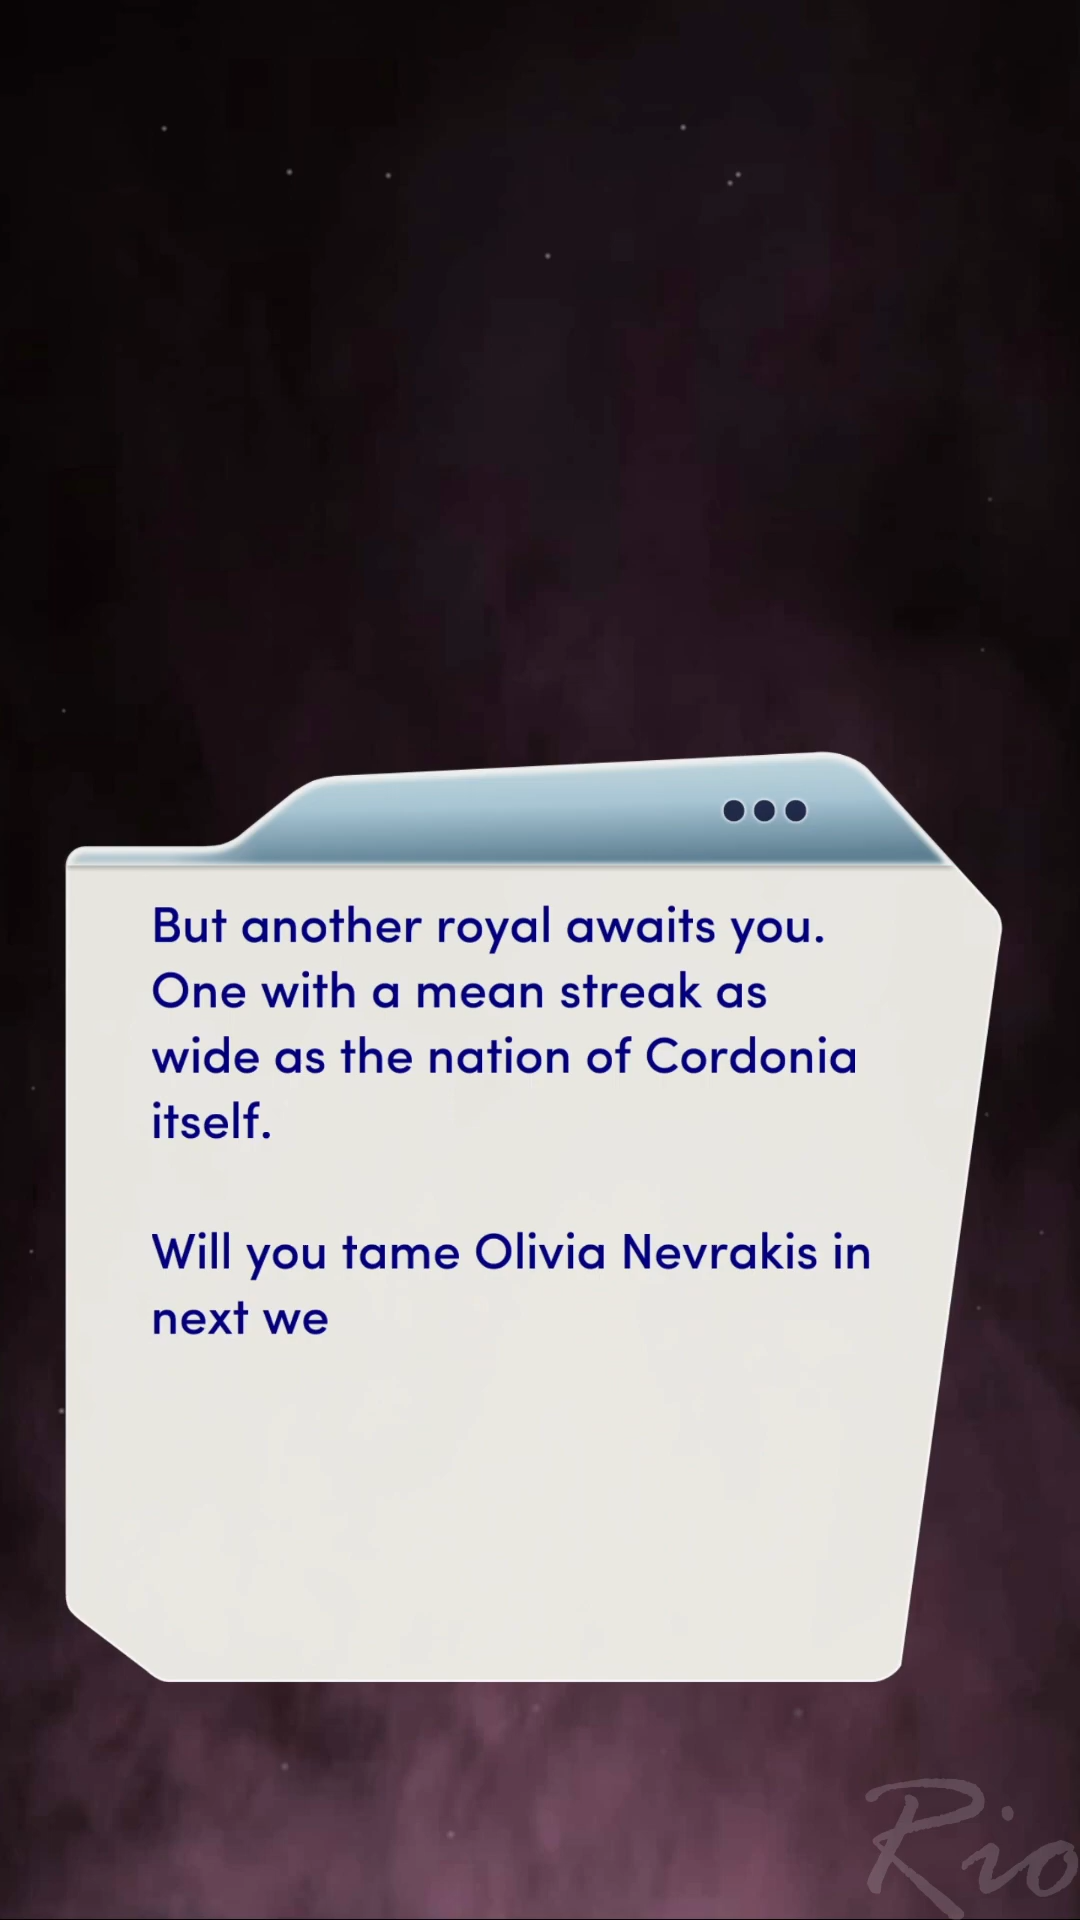 But another royal awaits you.
One with a mean streak as
wide as the nation of Cordonia
itself.
Will you tame Olivia Nevrakis in
next we
Rio